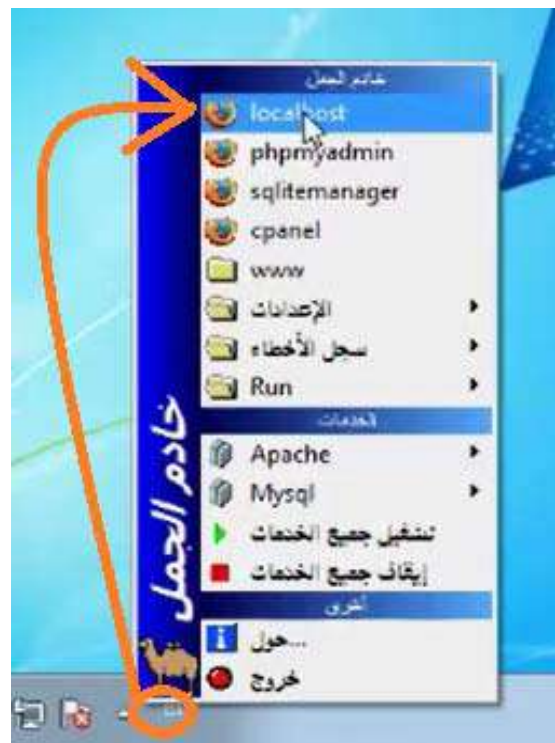 خادم الجمل
localhost
phpmyadmin
sqlitemanager
cpanel
www
الإعدادات
سجل الأخطاء
Run
الخدمات
Apache
Mysql
تشغيل جميع الخدمات
إيقاف جميع الخدمات
أخرى
حول...
خروج
خادم الجمل